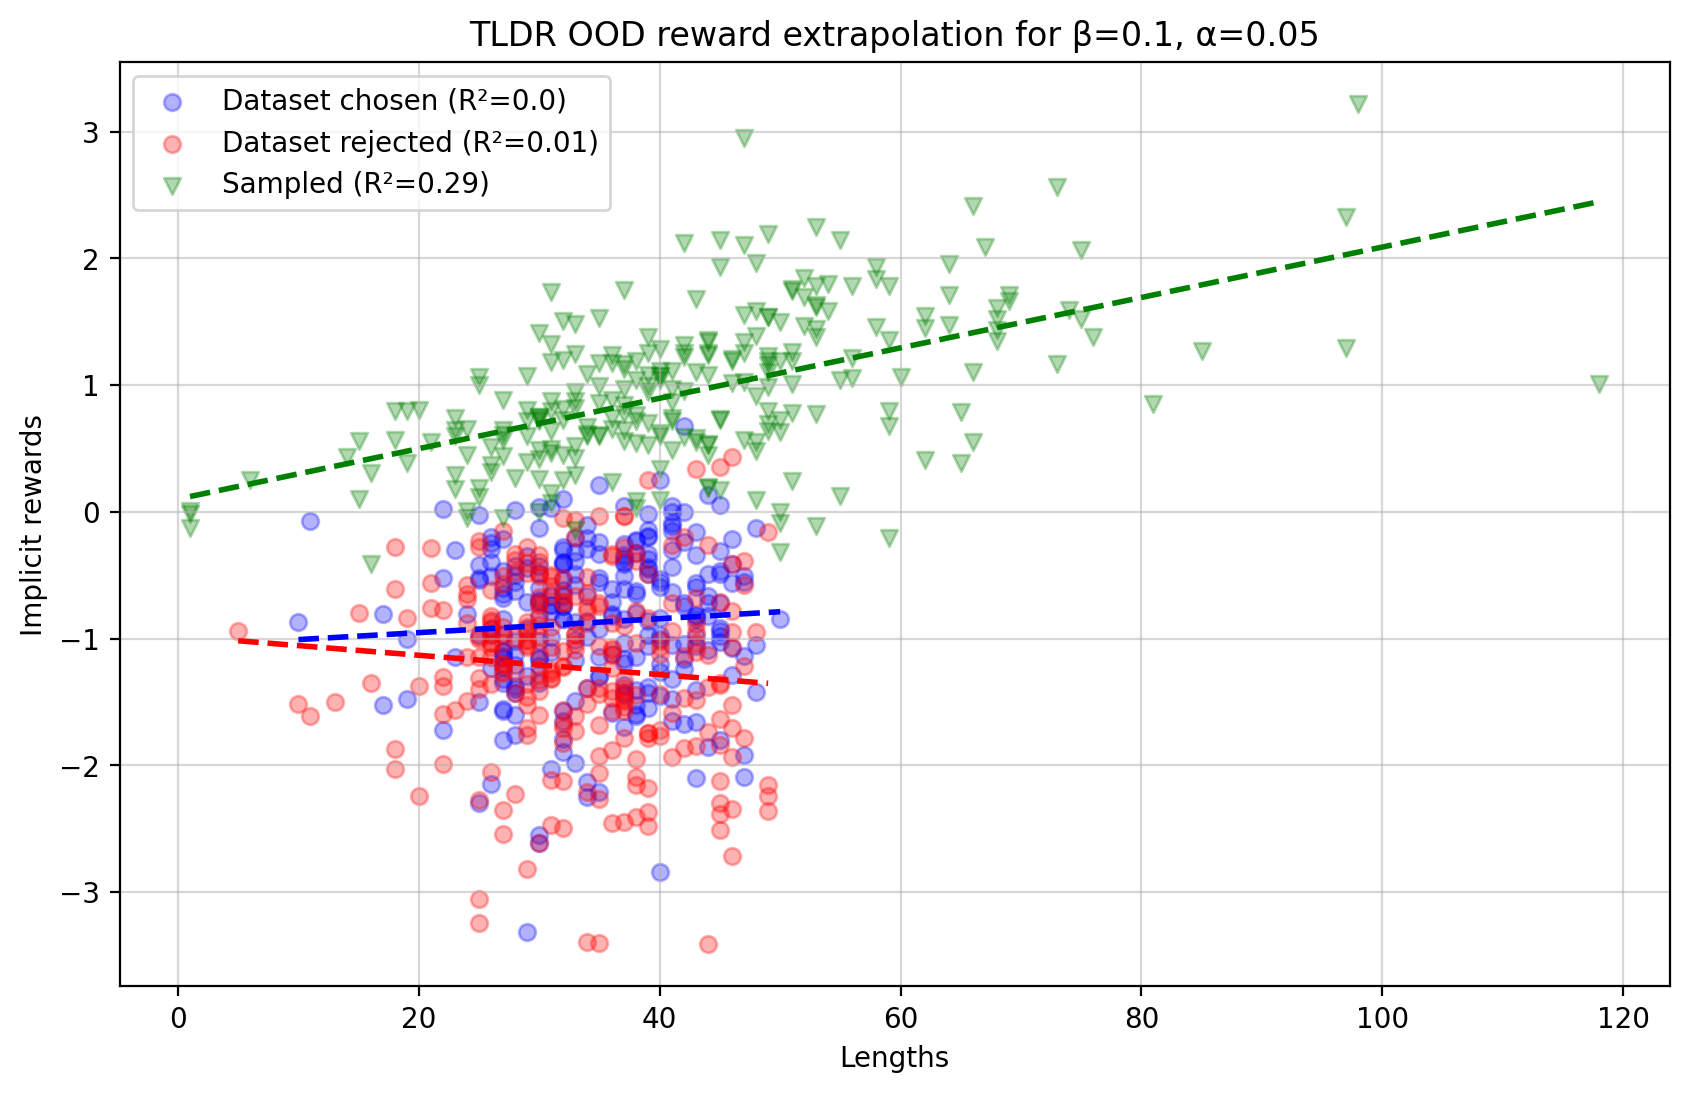 TLDR OOD reward extrapolation for β=0.1, α=0.05
Dataset chosen (R²=0.0)
Dataset rejected (R²=0.01)
Sampled (R²=0.29)
Implicit rewards
3
2
1
0
−1
−2
−3
0 20 40 60 80 100 120
Lengths